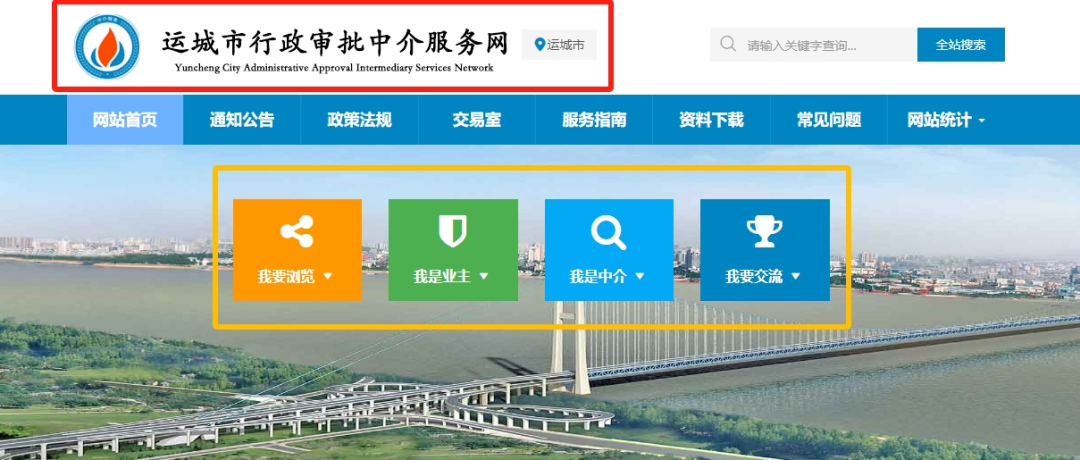 运城市行政审批中介服务网
Yuncheng City Administrative Approval Intermediary Services Network
运城市
请输入关键字查询...
全站搜索
网站首页 通知公告 政策法规 交易室 服务指南 资料下载 常见问题 网站统计
我要浏览 我是业主 我是中介 我要交流